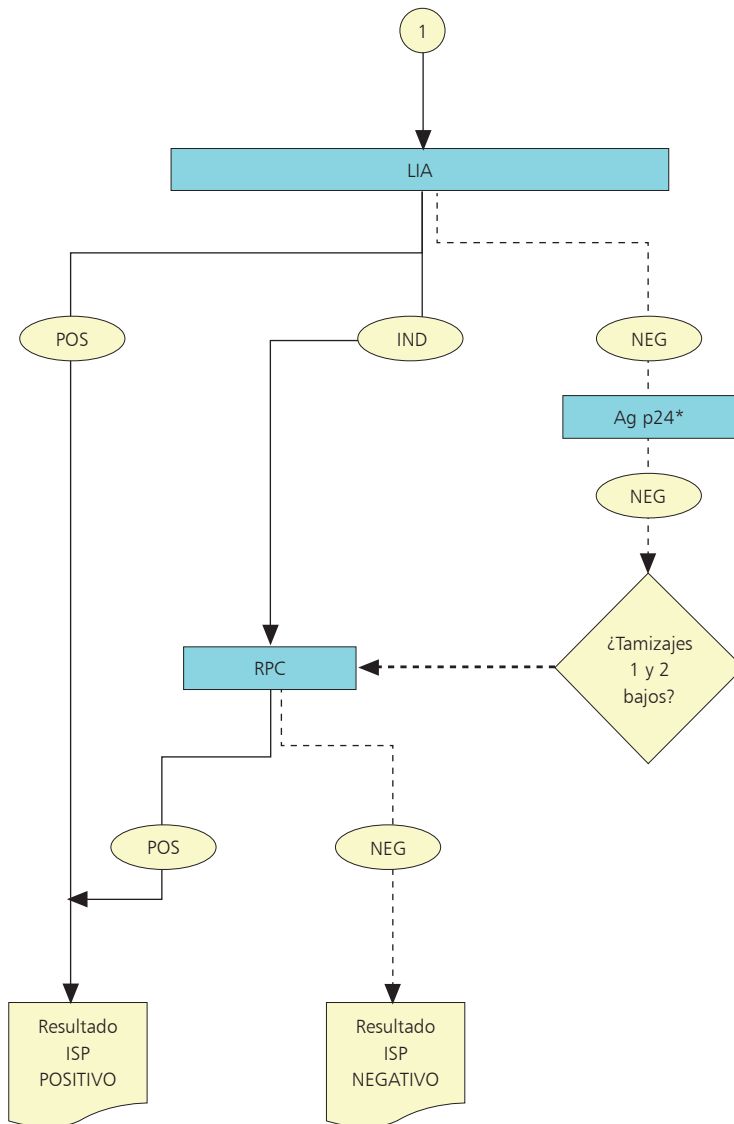 1
LIA
POS
IND
NEG
Ag p24*
NEG
¿Tamizajes
1 y 2
bajos?
RPC
POS
NEG
Resultado
ISP
POSITIVO
Resultado
ISP
NEGATIVO